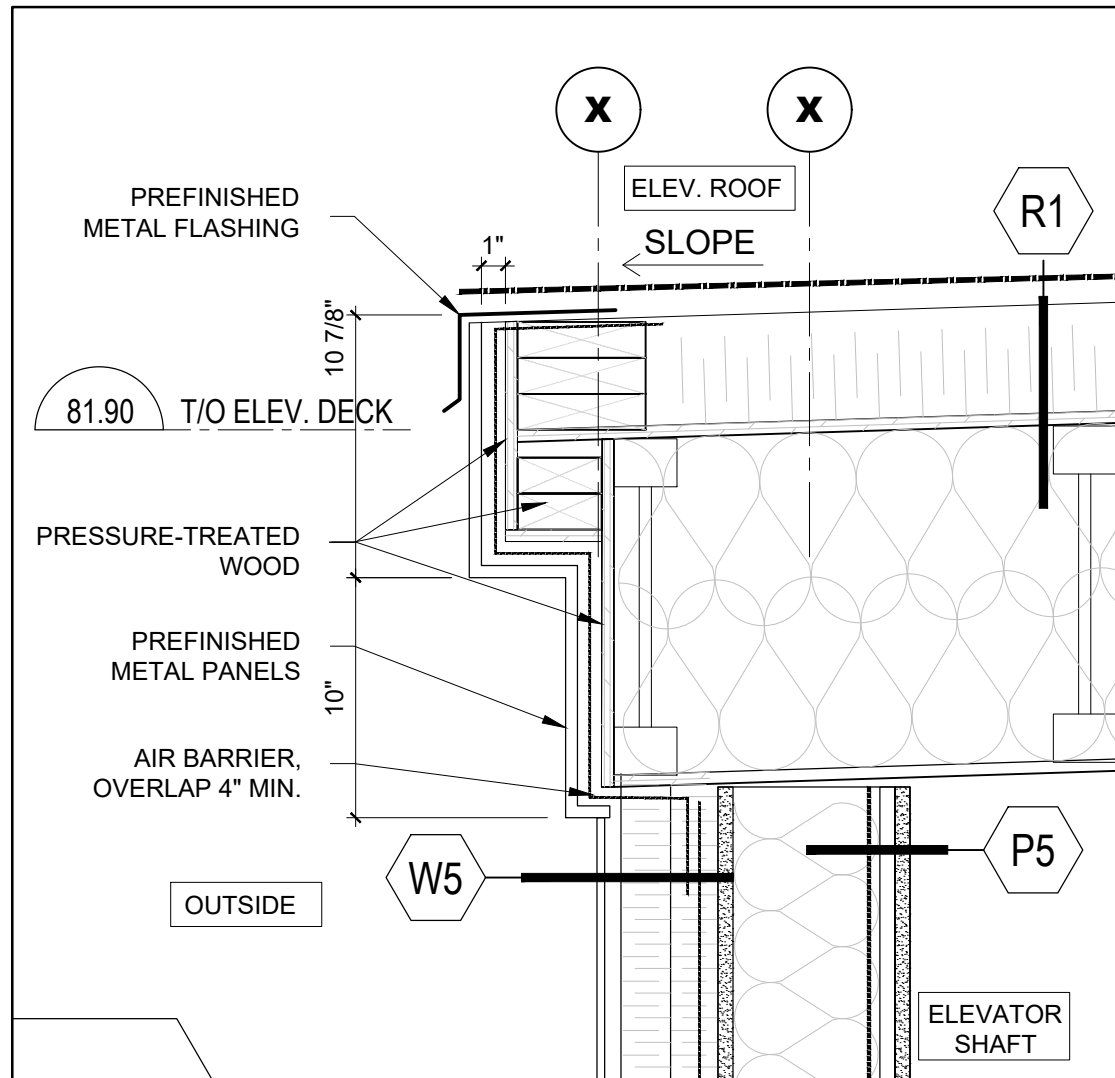 X
X
ELEV. ROOF
R1
PREFINISHED
METAL FLASHING
1"
SLOPE
10 7/8"
81.90
T/O ELEV. DECK
PRESSURE-TREATED
WOOD
PREFINISHED
METAL PANELS
10"
AIR BARRIER,
OVERLAP 4" MIN.
W5
P5
OUTSIDE
ELEVATOR
SHAFT